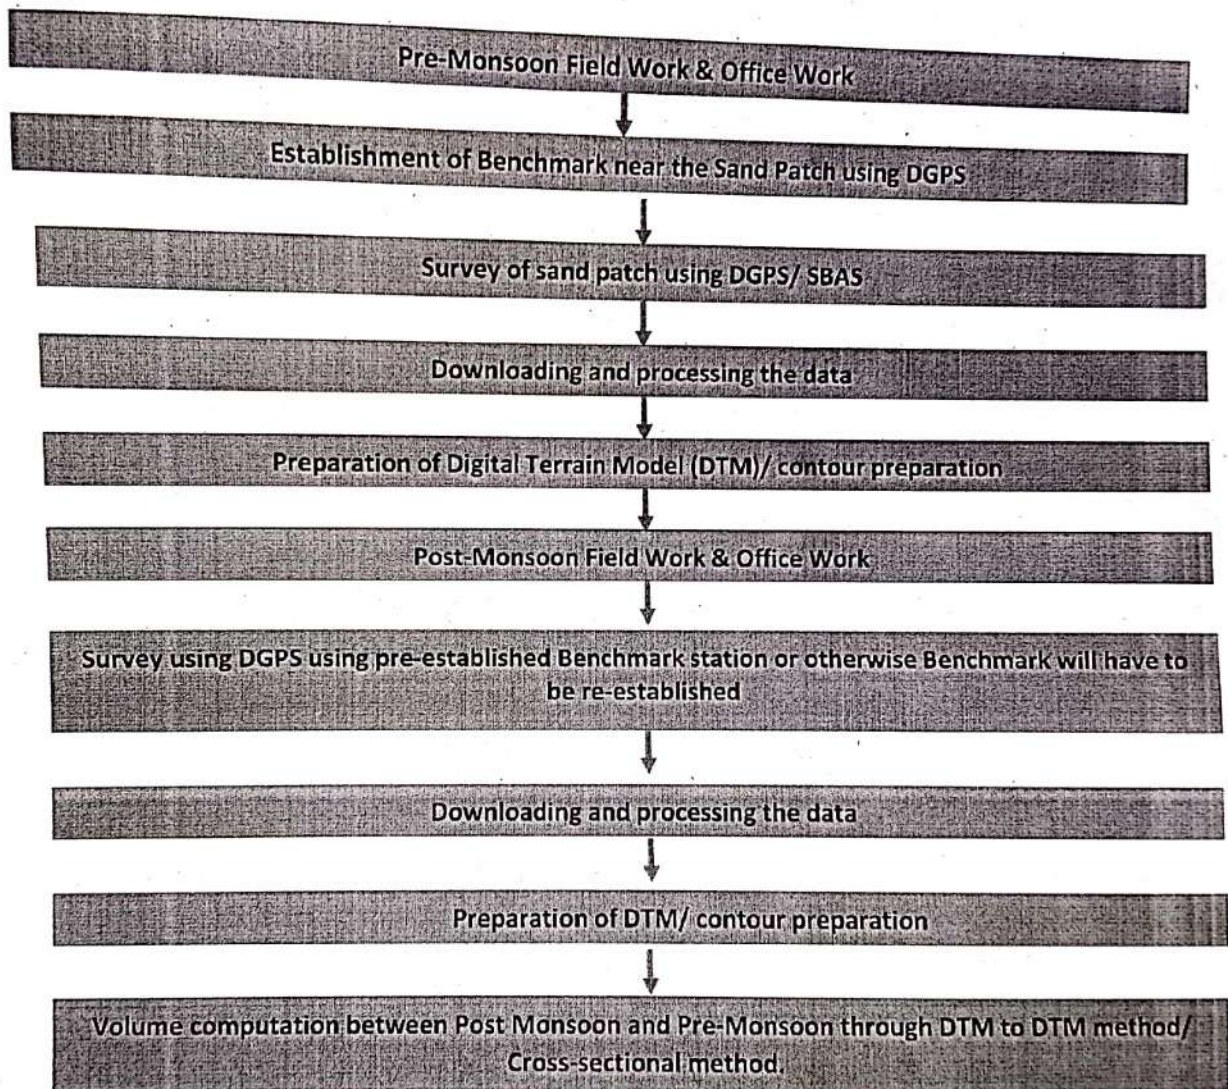 Pre-Monsoon Field Work & Office Work
Establishment of Benchmark near the Sand Patch using DGPS
Survey of sand patch using DGPS/ SBAS
Downloading and processing the data
Preparation of Digital Terrain Model (DTM)/ contour preparation
Post-Monsoon Field Work & Office Work
Survey using DGPS using pre-established Benchmark station or otherwise Benchmark will have to
be re-established
Downloading and processing the data
Preparation of DTM/ contour preparation
Volume computation between Post Monsoon and Pre-Monsoon through DTM to DTM method/
Cross-sectional method.